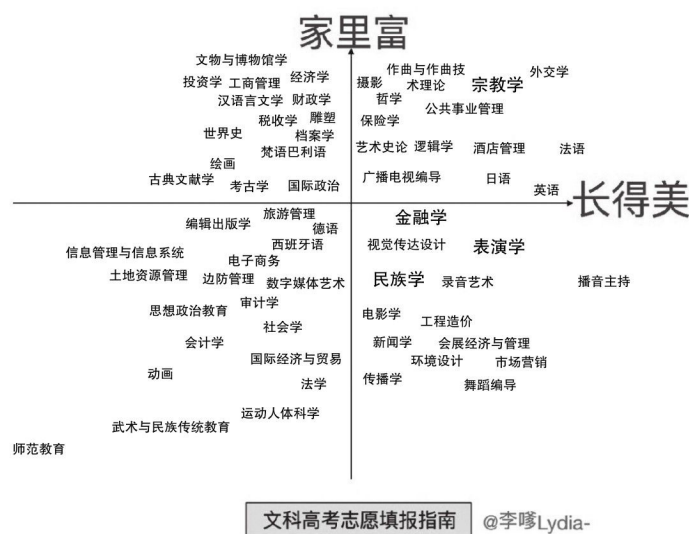 家里富
文物与博物馆学
投资学 工商管理 经济学
汉语言文学 财政学
税收学 雕塑
世界史 档案学
梵语巴利语
绘画
古典文献学 考古学 国际政治
摄影 作曲与作曲技术理论 宗教学 外交学
哲学 公共事业管理
保险学
艺术史论 逻辑学 酒店管理 法语
广播电视编导 日语
英语
长得美
旅游管理
编辑出版学 德语
西班牙语
信息管理与信息系统
电子商务
土地资源管理 边防管理 数字媒体艺术
审计学
思想政治教育
社会学
会计学
国际经济与贸易
动画
法学
运动人体科学
武术与民族传统教育
师范教育
金融学
视觉传达设计 表演学
民族学 录音艺术 播音主持
电影学
工程造价
新闻学 会展经济与管理
环境设计 市场营销
传播学
舞蹈编导
文科高考志愿填报指南
@李嗲Lydia-